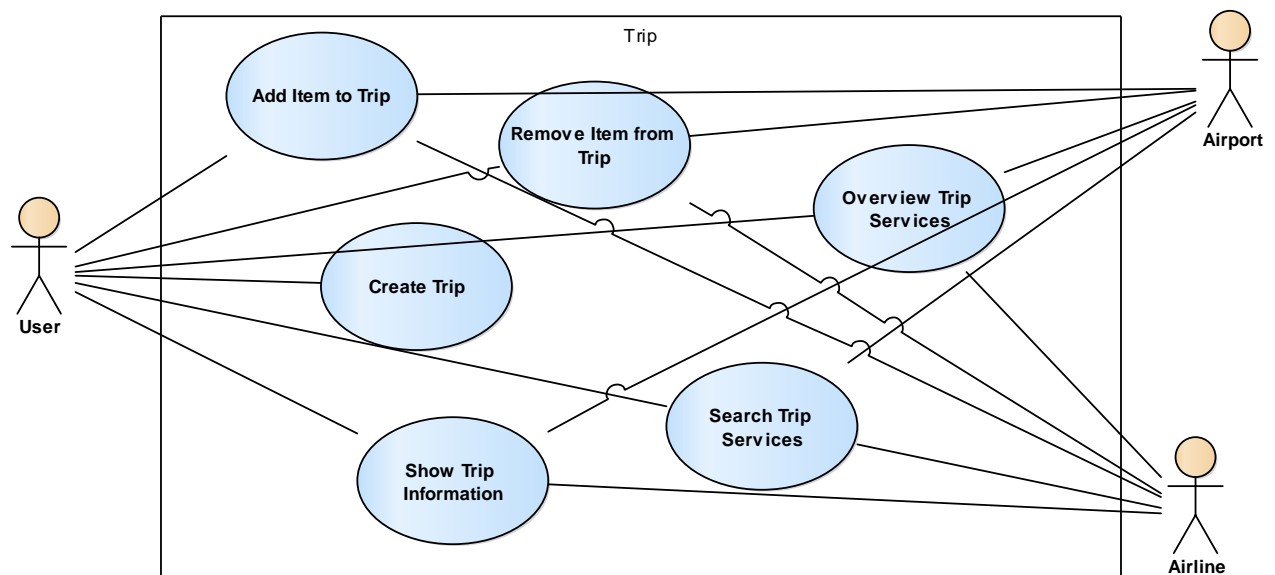 Trip
Add Item to Trip
Remove Item from
Trip
Airport
Overview Trip
Services
Create Trip
User
Search Trip
Services
Show Trip
Information
Airline